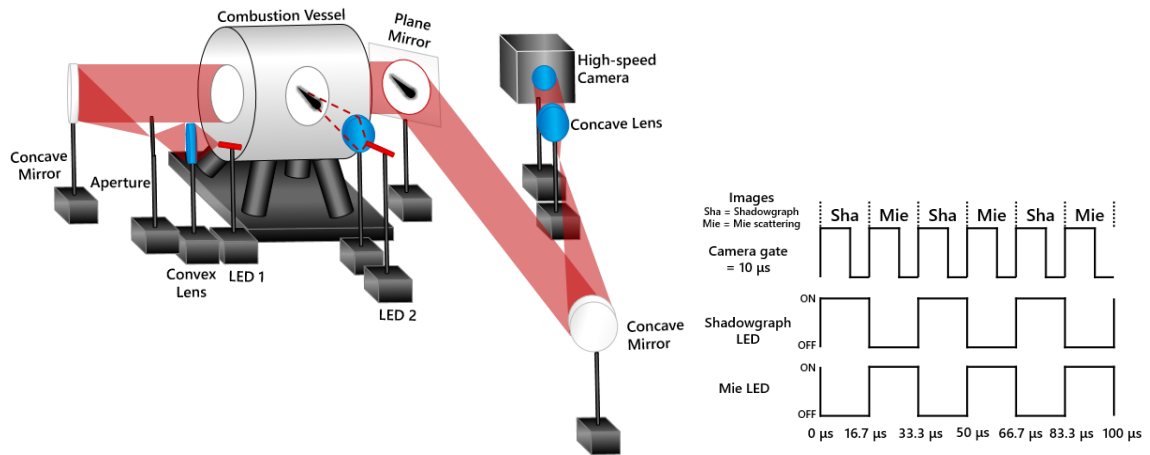 Combustion Vessel
Plane
Mirror
High-speed
Camera
Concave Lens
Concave
Mirror
Aperture
Convex
Lens
LED 1
LED 2
Concave
Mirror
Images
Sha = Shadowgraph
Mie = Mie scattering
Sha Mie Sha Mie Sha Mie
Camera gate
= 10 µs
Shadowgraph
LED
ON
OFF
Mie LED
ON
OFF
0 µs 16.7 µs 33.3 µs 50 µs 66.7 µs 83.3 µs 100 µs